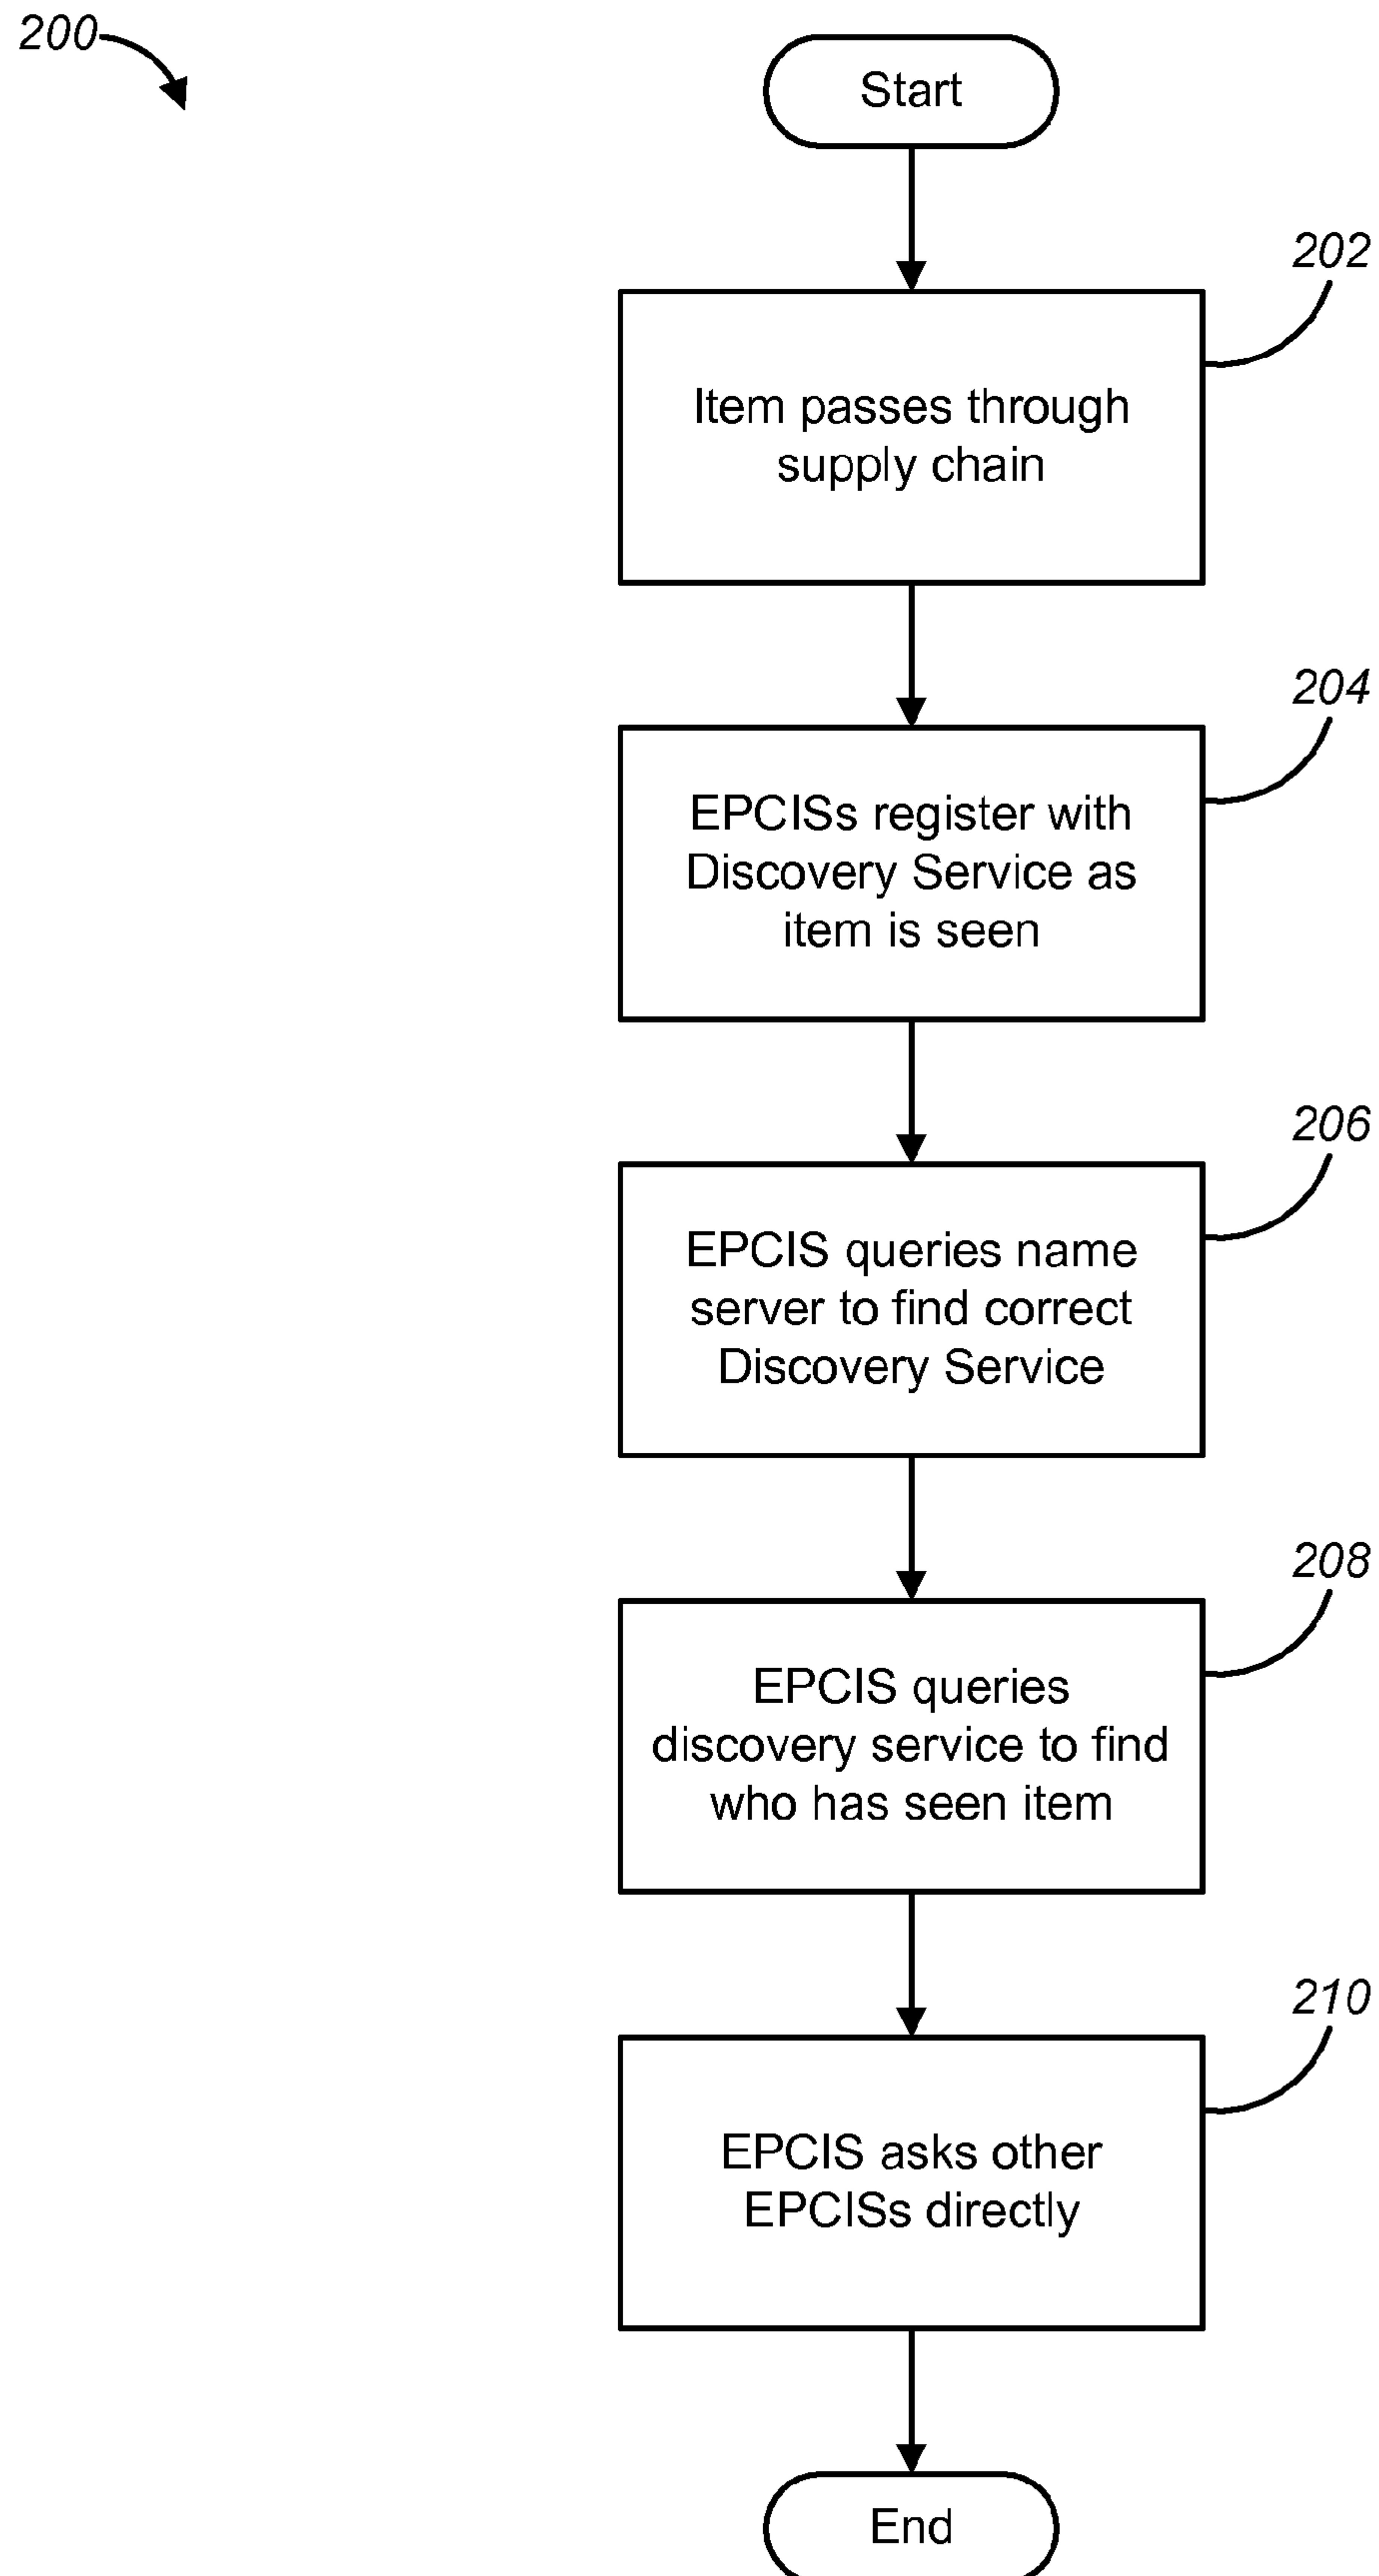 200
Start
202
Item passes through
supply chain
204
EPCISs register with
Discovery Service as
item is seen
206
EPCIS queries name
server to find correct
Discovery Service
208
EPCIS queries
discovery service to find
who has seen item
210
EPCIS asks other
EPCISs directly
End